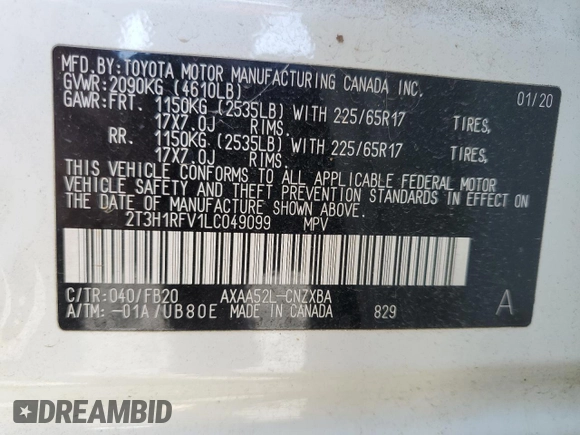 MFD.BY:TOYOTA MOTOR MANUFACTURING CANADA INC.
GVWR:2090KG (4610LB) 01/20
GAWR:FRT. 1150KG (2535LB) WITH 225/65R17 TIRES,
17X7.0J RIMS.
RR. 1150KG (2535LB) WITH 225/65R17 TIRES,
17X7.0J RIMS.
THIS VEHICLE CONFORMS TO ALL APPLICABLE FEDERAL MOTOR
VEHICLE SAFETY AND THEFT PREVENTION STANDARDS IN EFFECT ON
THE DATE OF MANUFACTURE SHOWN ABOVE.
2T3H1RFV1LC049099 MPV
C/TR:040/FB20 AXAA52L-CNZXBA A
A/TM:-01A/UB80E MADE IN CANADA 829
DREAMBID